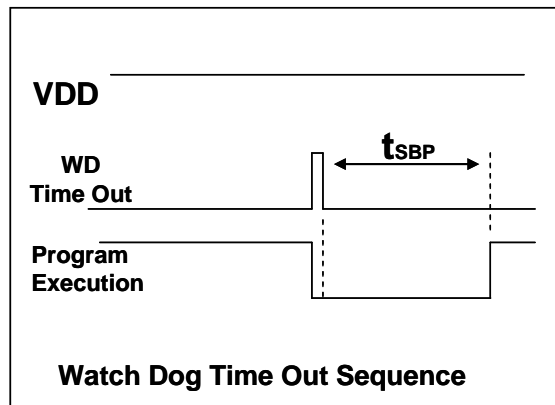 VDD
tSBP
WD
Time Out
Program
Execution
Watch Dog Time Out Sequence